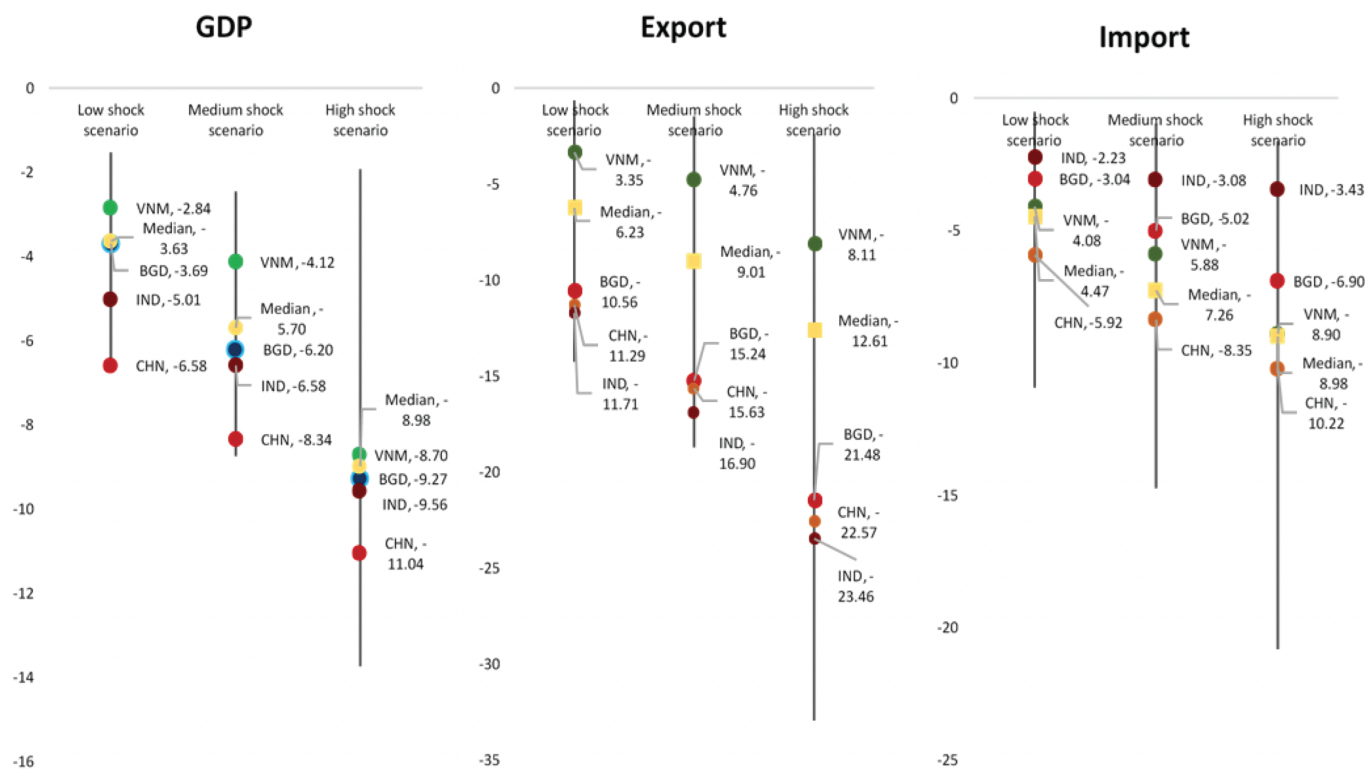 GDP
0
-2
-4
-6
-8
-10
-12
-14
-16
Low shock
scenario
Medium shock
scenario
High shock
scenario
VNM, -2.84
Median, -
3.63
BGD, -3.69
IND, -5.01
CHN, -6.58
VNM, -4.12
Median, -
5.70
BGD, -6.20
IND, -6.58
CHN, -8.34
Median, -
8.98
VNM, -8.70
BGD, -9.27
IND, -9.56
CHN, -
11.04
Export
0
-5
-10
-15
-20
-25
-30
-35
Low shock
scenario
Medium shock
scenario
High shock
scenario
VNM, -
3.35
Median, -
6.23
BGD, -
10.56
CHN, -
11.29
IND, -
11.71
VNM, -
4.76
Median, -
9.01
BGD, -
15.24
CHN, -
15.63
IND, -
16.90
VNM, -
8.11
Median, -
12.61
BGD, -
21.48
CHN, -
22.57
IND, -
23.46
Import
0
-5
-10
-15
-20
-25
Low shock
scenario
Medium shock
scenario
High shock
scenario
IND, -2.23
BGD, -3.04
VNM, -
4.08
Median, -
4.47
CHN, -5.92
IND, -3.08
BGD, -5.02
VNM, -
5.88
Median, -
7.26
CHN, -8.35
IND, -3.43
BGD, -6.90
VNM, -
8.90
Median, -
8.98
CHN, -
10.22